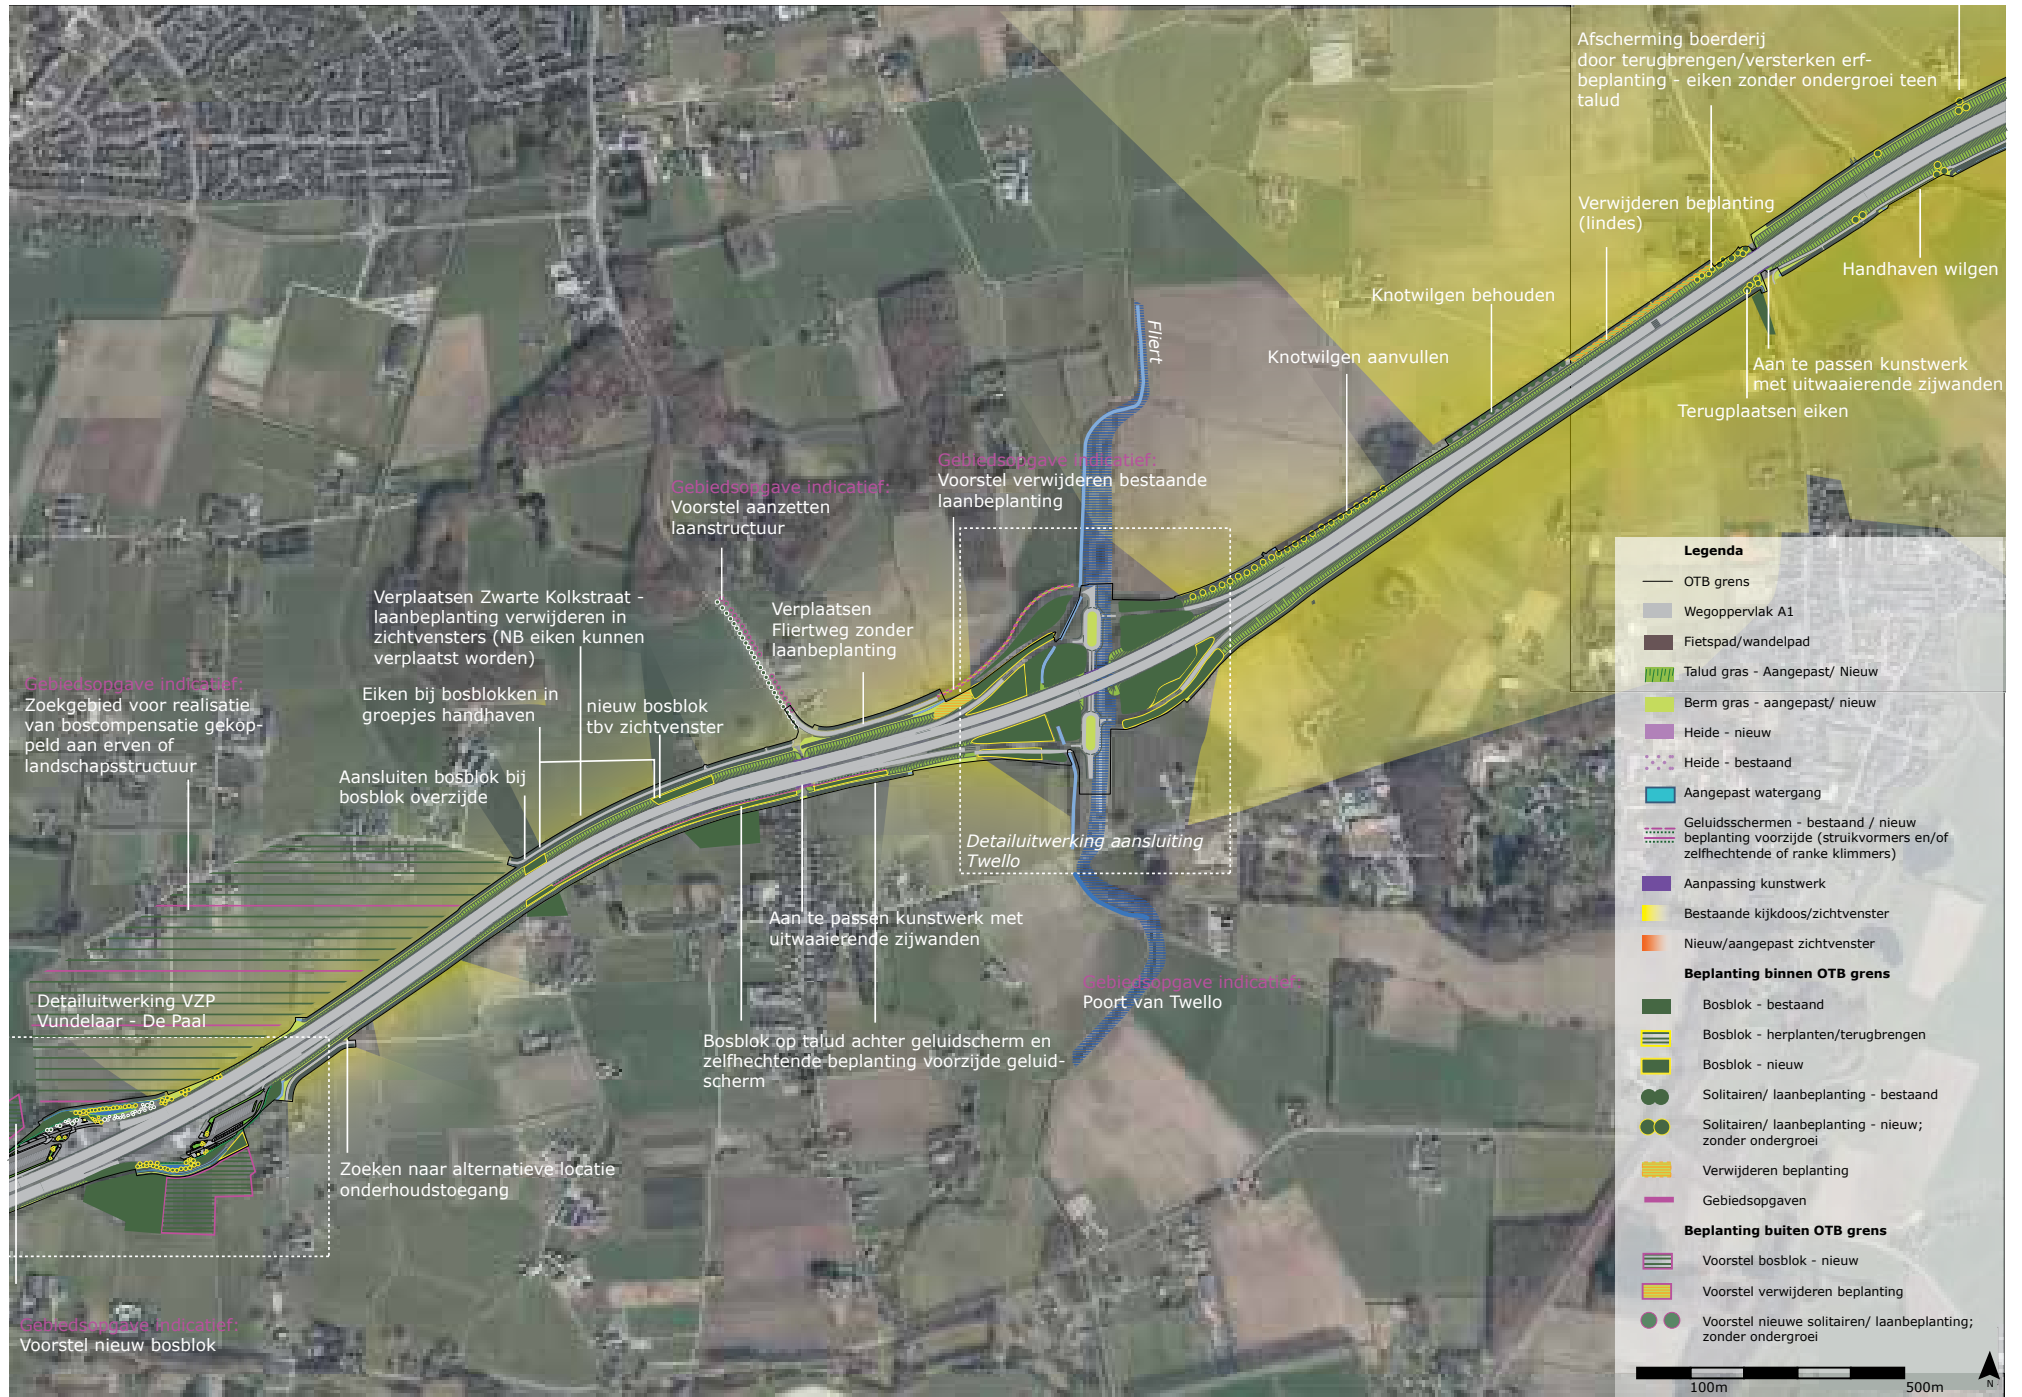 Afscherming boerderij
door terugbrengen/versterken erf-
beplanting - eiken zonder ondergroei teen
talud
Verwijderen beplanting
(lindes)
Handhaven wilgen
Knotwilgen behouden
Knotwilgen aanvullen
Aan te passen kunstwerk
met uitwaaierende zijwanden
Terugplaatsen eiken
Fliert
Gebiedsopgave indicatief:
Voorstel verwijderen bestaande
laanbeplanting
Gebiedsopgave indicatief:
Voorstel aanzetten
laanstructuur
Verplaatsen Zwarte Kolkstraat -
laanbeplanting verwijderen in
zichtvensters (NB eiken kunnen
verplaatst worden)
Verplaatsen
Fliertweg zonder
laanbeplanting
Eiken bij bosblokken in
groepjes handhaven
nieuw bosblok
tbv zichtvenster
Gebiedsopgave indicatief:
Zoekgebied voor realisatie
van boscompensatie gekop-
peld aan erven of
landschapsstructuur
Aansluiten bosblok bij
bosblok overzijde
Detailuitwerking aansluiting
Twello
Aan te passen kunstwerk met
uitwaaierende zijwanden
Gebiedsopgave indicatief:
Poort van Twello
Detailuitwerking VZP
Vundelaar - De Paal
Bosblok op talud achter geluidscherm en
zelfhechtende beplanting voorzijde geluid-
scherm
Zoeken naar alternatieve locatie
onderhoudstoegang
Gebiedsopgave indicatief:
Voorstel nieuw bosblok
Legenda
OTB grens
Wegoppervlak A1
Fietspad/wandelpad
Talud gras - Aangepast/ Nieuw
Berm gras - aangepast/ nieuw
Heide - nieuw
Heide - bestaand
Aangepast watergang
Geluidsschermen - bestaand / nieuw
beplanting voorzijde (struikvormers en/of
zelfhechtende of ranke klimmers)
Aanpassing kunstwerk
Bestaande kijkdoos/zichtvenster
Nieuw/aangepast zichtvenster
Beplanting binnen OTB grens
Bosblok - bestaand
Bosblok - herplanten/terugbrengen
Bosblok - nieuw
Solitairen/ laanbeplanting - bestaand
Solitairen/ laanbeplanting - nieuw;
zonder ondergroei
Verwijderen beplanting
Gebiedsopgaven
Beplanting buiten OTB grens
Voorstel bosblok - nieuw
Voorstel verwijderen beplanting
Voorstel nieuwe solitairen/ laanbeplanting;
zonder ondergroei
100m
500m
N